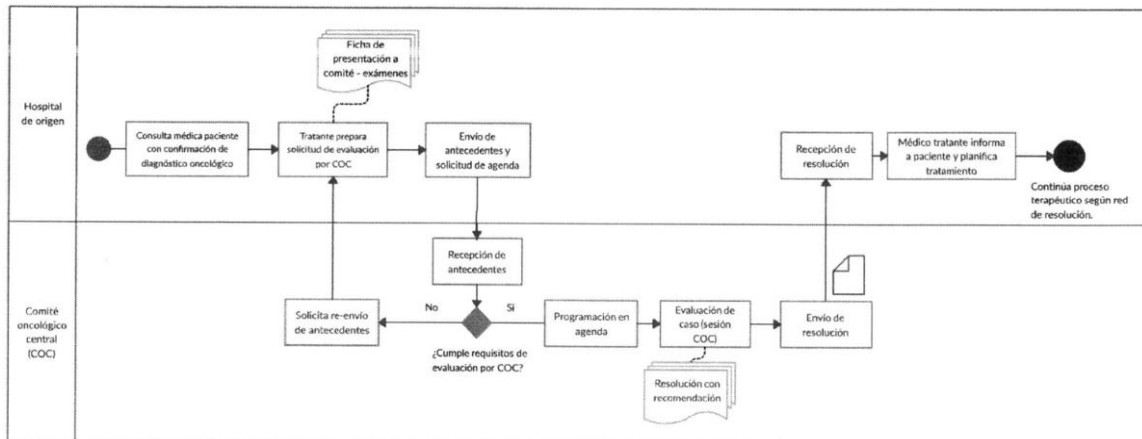 Hospital
de origen
Consulta médica paciente
con confirmación de
diagnóstico oncológico
Ficha de
presentación a
comité - exámenes
Tratante prepara
solicitud de evaluación
por COC
Envío de
antecedentes y
solicitud de agenda
Recepción de
resolución
Médico tratante informa
a paciente y planifica
tratamiento
Continúa proceso
terapéutico según red
de resolución.
Comité
oncológico
central
(COC)
Recepción de
antecedentes
Solicita re-envío
de antecedentes
No
Si
¿Cumple requisitos de
evaluación por COC?
Programación en
agenda
Evaluación de
caso (sesión
COC)
Resolución con
recomendación
Envío de
resolución